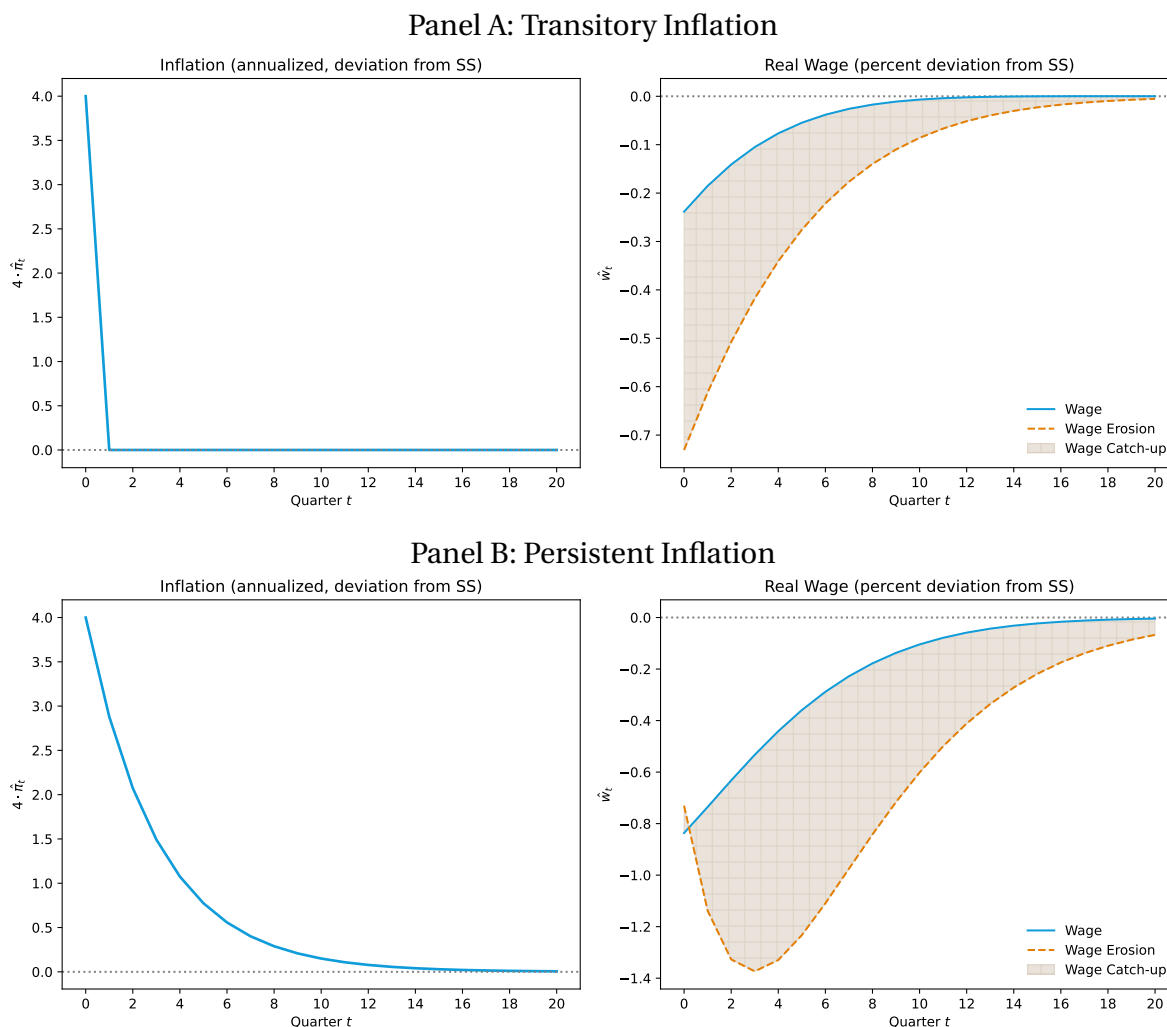 Panel A: Transitory Inflation
Inflation (annualized, deviation from SS)
4.0
3.5
3.0
2.5
2.0
1.5
1.0
0.5
0.0
4 · π̂ₜ
0 2 4 6 8 10 12 14 16 18 20
Quarter t
Real Wage (percent deviation from SS)
0.0
−0.1
−0.2
−0.3
−0.4
−0.5
−0.6
−0.7
ŵₜ
Wage
Wage Erosion
Wage Catch-up
0 2 4 6 8 10 12 14 16 18 20
Quarter t
Panel B: Persistent Inflation
Inflation (annualized, deviation from SS)
4.0
3.5
3.0
2.5
2.0
1.5
1.0
0.5
0.0
4 · π̂ₜ
0 2 4 6 8 10 12 14 16 18 20
Quarter t
Real Wage (percent deviation from SS)
0.0
−0.2
−0.4
−0.6
−0.8
−1.0
−1.2
−1.4
ŵₜ
Wage
Wage Erosion
Wage Catch-up
0 2 4 6 8 10 12 14 16 18 20
Quarter t